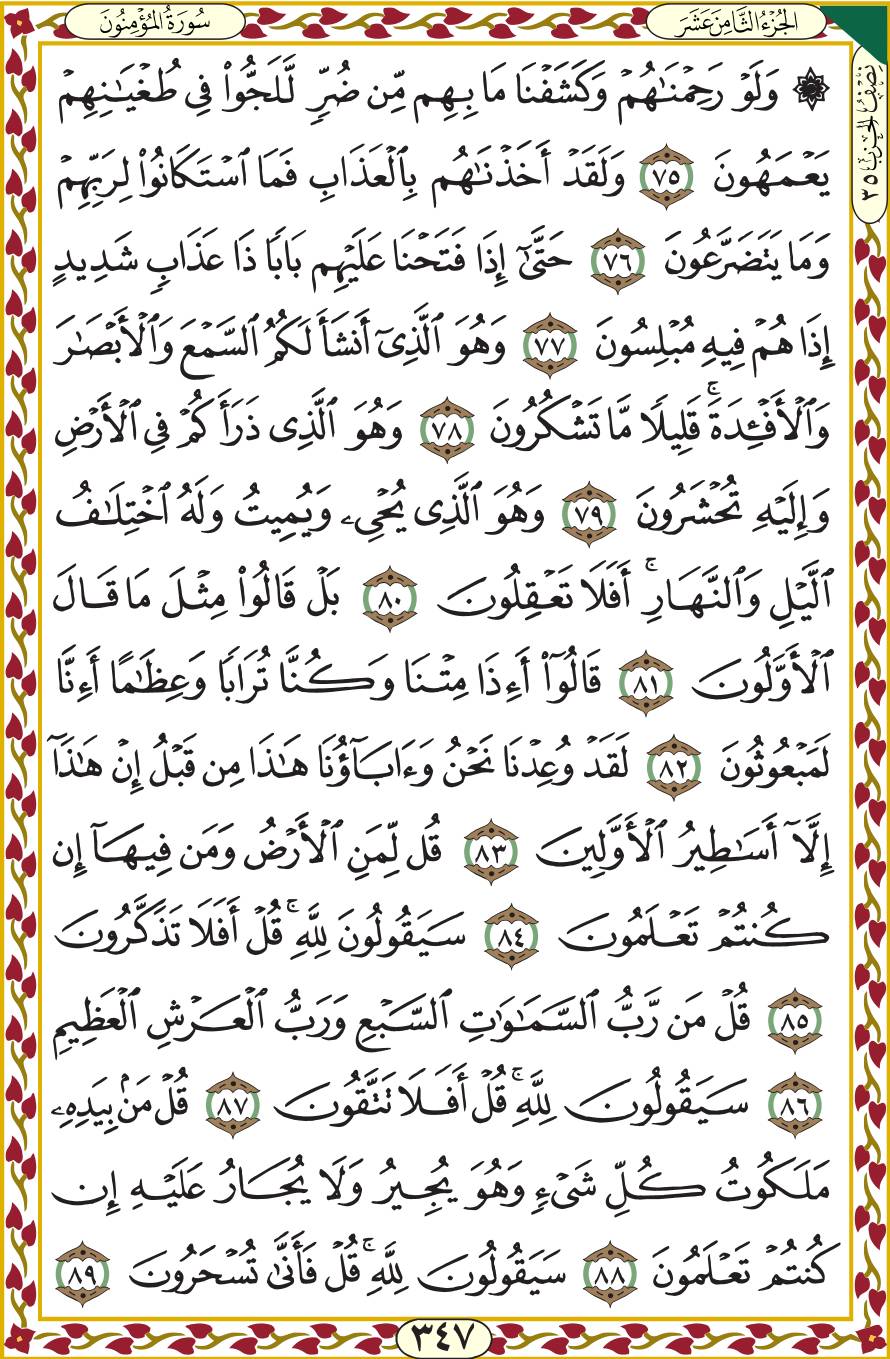 الجُزْءُ الثَّامِنَ عَشَرَ
سُورَةُ المُؤْمِنُونَ
نِصْفُ الحِزْبِ ٣٥
۞ وَلَوْ رَحِمْنَٰهُمْ وَكَشَفْنَا مَا بِهِم مِّن ضُرٍّ لَّلَجُّوا۟ فِى طُغْيَٰنِهِمْ
يَعْمَهُونَ ٧٥ وَلَقَدْ أَخَذْنَٰهُم بِٱلْعَذَابِ فَمَا ٱسْتَكَانُوا۟ لِرَبِّهِمْ
وَمَا يَتَضَرَّعُونَ ٧٦ حَتَّىٰٓ إِذَا فَتَحْنَا عَلَيْهِم بَابًا ذَا عَذَابٍ شَدِيدٍ
إِذَا هُمْ فِيهِ مُبْلِسُونَ ٧٧ وَهُوَ ٱلَّذِىٓ أَنشَأَ لَكُمُ ٱلسَّمْعَ وَٱلْأَبْصَٰرَ
وَٱلْأَفْـِٔدَةَ ۚ قَلِيلًا مَّا تَشْكُرُونَ ٧٨ وَهُوَ ٱلَّذِى ذَرَأَكُمْ فِى ٱلْأَرْضِ
وَإِلَيْهِ تُحْشَرُونَ ٧٩ وَهُوَ ٱلَّذِى يُحْىِۦ وَيُمِيتُ وَلَهُ ٱخْتِلَٰفُ
ٱلَّيْلِ وَٱلنَّهَارِ ۚ أَفَلَا تَعْقِلُونَ ٨٠ بَلْ قَالُوا۟ مِثْلَ مَا قَالَ
ٱلْأَوَّلُونَ ٨١ قَالُوٓا۟ أَءِذَا مِتْنَا وَكُنَّا تُرَابًا وَعِظَٰمًا أَءِنَّا
لَمَبْعُوثُونَ ٨٢ لَقَدْ وُعِدْنَا نَحْنُ وَءَابَآؤُنَا هَٰذَا مِن قَبْلُ إِنْ هَٰذَآ
إِلَّآ أَسَٰطِيرُ ٱلْأَوَّلِينَ ٨٣ قُل لِّمَنِ ٱلْأَرْضُ وَمَن فِيهَآ إِن
كُنتُمْ تَعْلَمُونَ ٨٤ سَيَقُولُونَ لِلَّهِ ۚ قُلْ أَفَلَا تَذَكَّرُونَ
٨٥ قُلْ مَن رَّبُّ ٱلسَّمَٰوَٰتِ ٱلسَّبْعِ وَرَبُّ ٱلْعَرْشِ ٱلْعَظِيمِ
٨٦ سَيَقُولُونَ لِلَّهِ ۚ قُلْ أَفَلَا تَتَّقُونَ ٨٧ قُلْ مَنۢ بِيَدِهِۦ
مَلَكُوتُ كُلِّ شَىْءٍ وَهُوَ يُجِيرُ وَلَا يُجَارُ عَلَيْهِ إِن
كُنتُمْ تَعْلَمُونَ ٨٨ سَيَقُولُونَ لِلَّهِ ۚ قُلْ فَأَنَّىٰ تُسْحَرُونَ ٨٩
٣٤٧